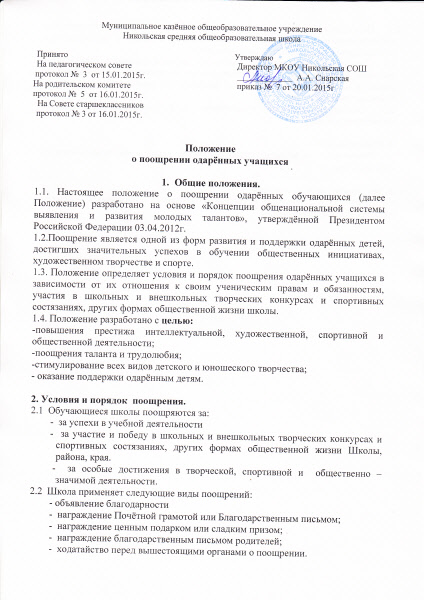 Муниципальное казённое общеобразовательное учреждение
Никольская средняя общеобразовательная школа
Принято
На педагогическом совете
протокол № 3 от 15.01.2015г.
На родительском комитете
протокол № 5 от 16.01.2015г.
На Совете старшеклассников
протокол № 3 от 16.01.2015г.
Утверждаю
Директор МКОУ Никольская СОШ
А.А. Сварская
приказ № 7 от 20.01.2015г
Положение
о поощрении одарённых учащихся
1. Общие положения.
1.1. Настоящее положение о поощрении одарённых обучающихся (далее
Положение) разработано на основе «Концепции общенациональной системы
выявления и развития молодых талантов», утверждённой Президентом
Российской Федерации 03.04.2012г.
1.2.Поощрение является одной из форм развития и поддержки одарённых детей,
достигших значительных успехов в обучении общественных инициативах,
художественном творчестве и спорте.
1.3. Положение определяет условия и порядок поощрения одарённых учащихся в
зависимости от их отношения к своим ученическим правам и обязанностям,
участия в школьных и внешкольных творческих конкурсах и спортивных
состязаниях, других формах общественной жизни школы.
1.4. Положение разработано с целью:
-повышения престижа интеллектуальной, художественной, спортивной и
общественной деятельности;
-поощрения таланта и трудолюбия;
-стимулирование всех видов детского и юношеского творчества;
- оказание поддержки одарённым детям.
2. Условия и порядок поощрения.
2.1 Обучающиеся школы поощряются за:
- за успехи в учебной деятельности
- за участие и победу в школьных и внешкольных творческих конкурсах и
спортивных состязаниях, других формах общественной жизни Школы,
района, края.
- за особые достижения в творческой, спортивной и общественно –
значимой деятельности.
2.2 Школа применяет следующие виды поощрений:
- объявление благодарности
- награждение Почётной грамотой или Благодарственным письмом;
- награждение ценным подарком или сладким призом;
- награждение благодарственным письмом родителей;
- ходатайство перед вышестоящими органами о поощрении.